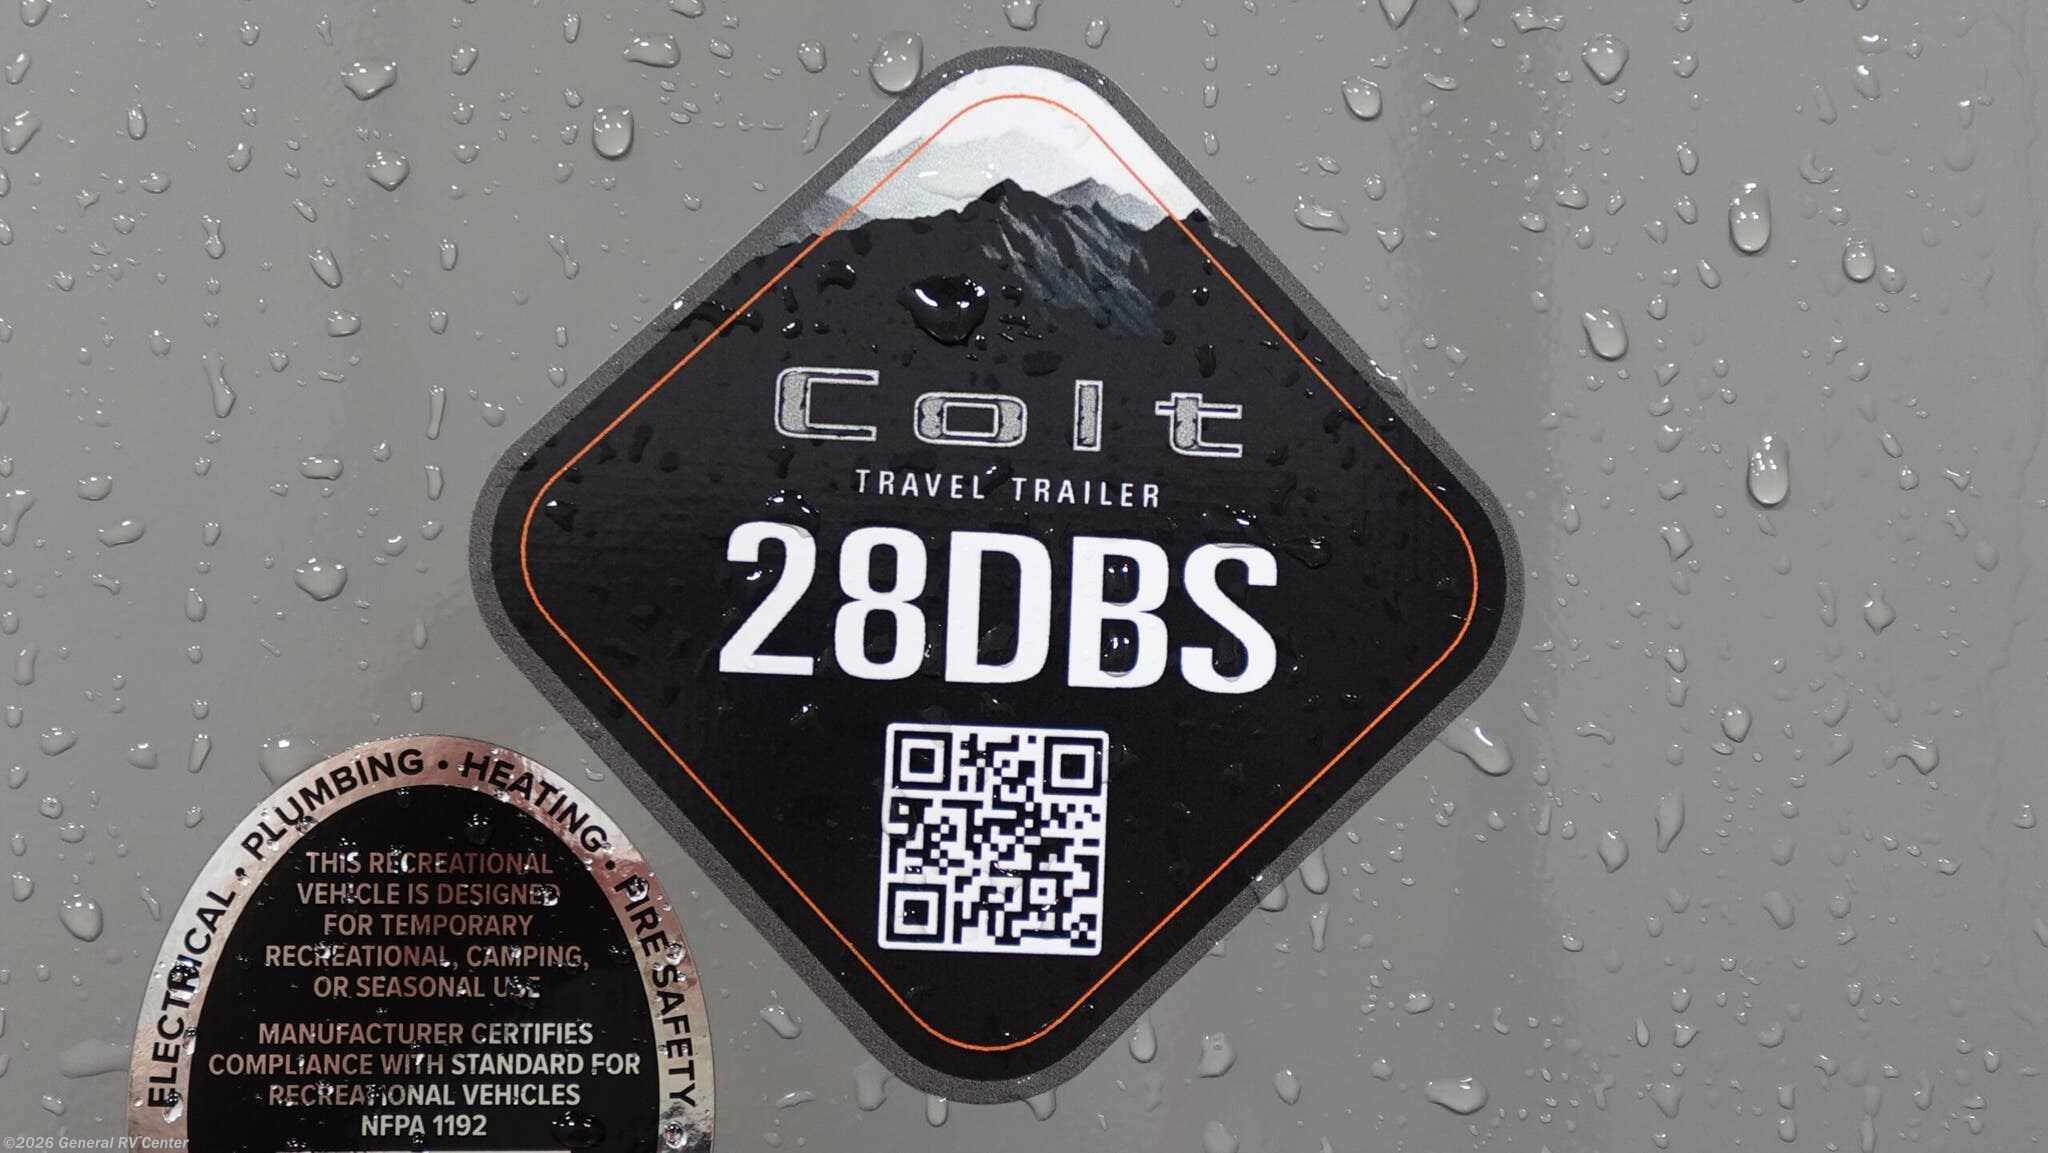 Colt
TRAVEL TRAILER
28DBS
ELECTRICAL • PLUMBING • HEATING • FIRE SAFETY
THIS RECREATIONAL
VEHICLE IS DESIGNED
FOR TEMPORARY
RECREATIONAL, CAMPING,
OR SEASONAL USE
MANUFACTURER CERTIFIES
COMPLIANCE WITH STANDARD FOR
RECREATIONAL VEHICLES
NFPA 1192
©2026 General RV Center